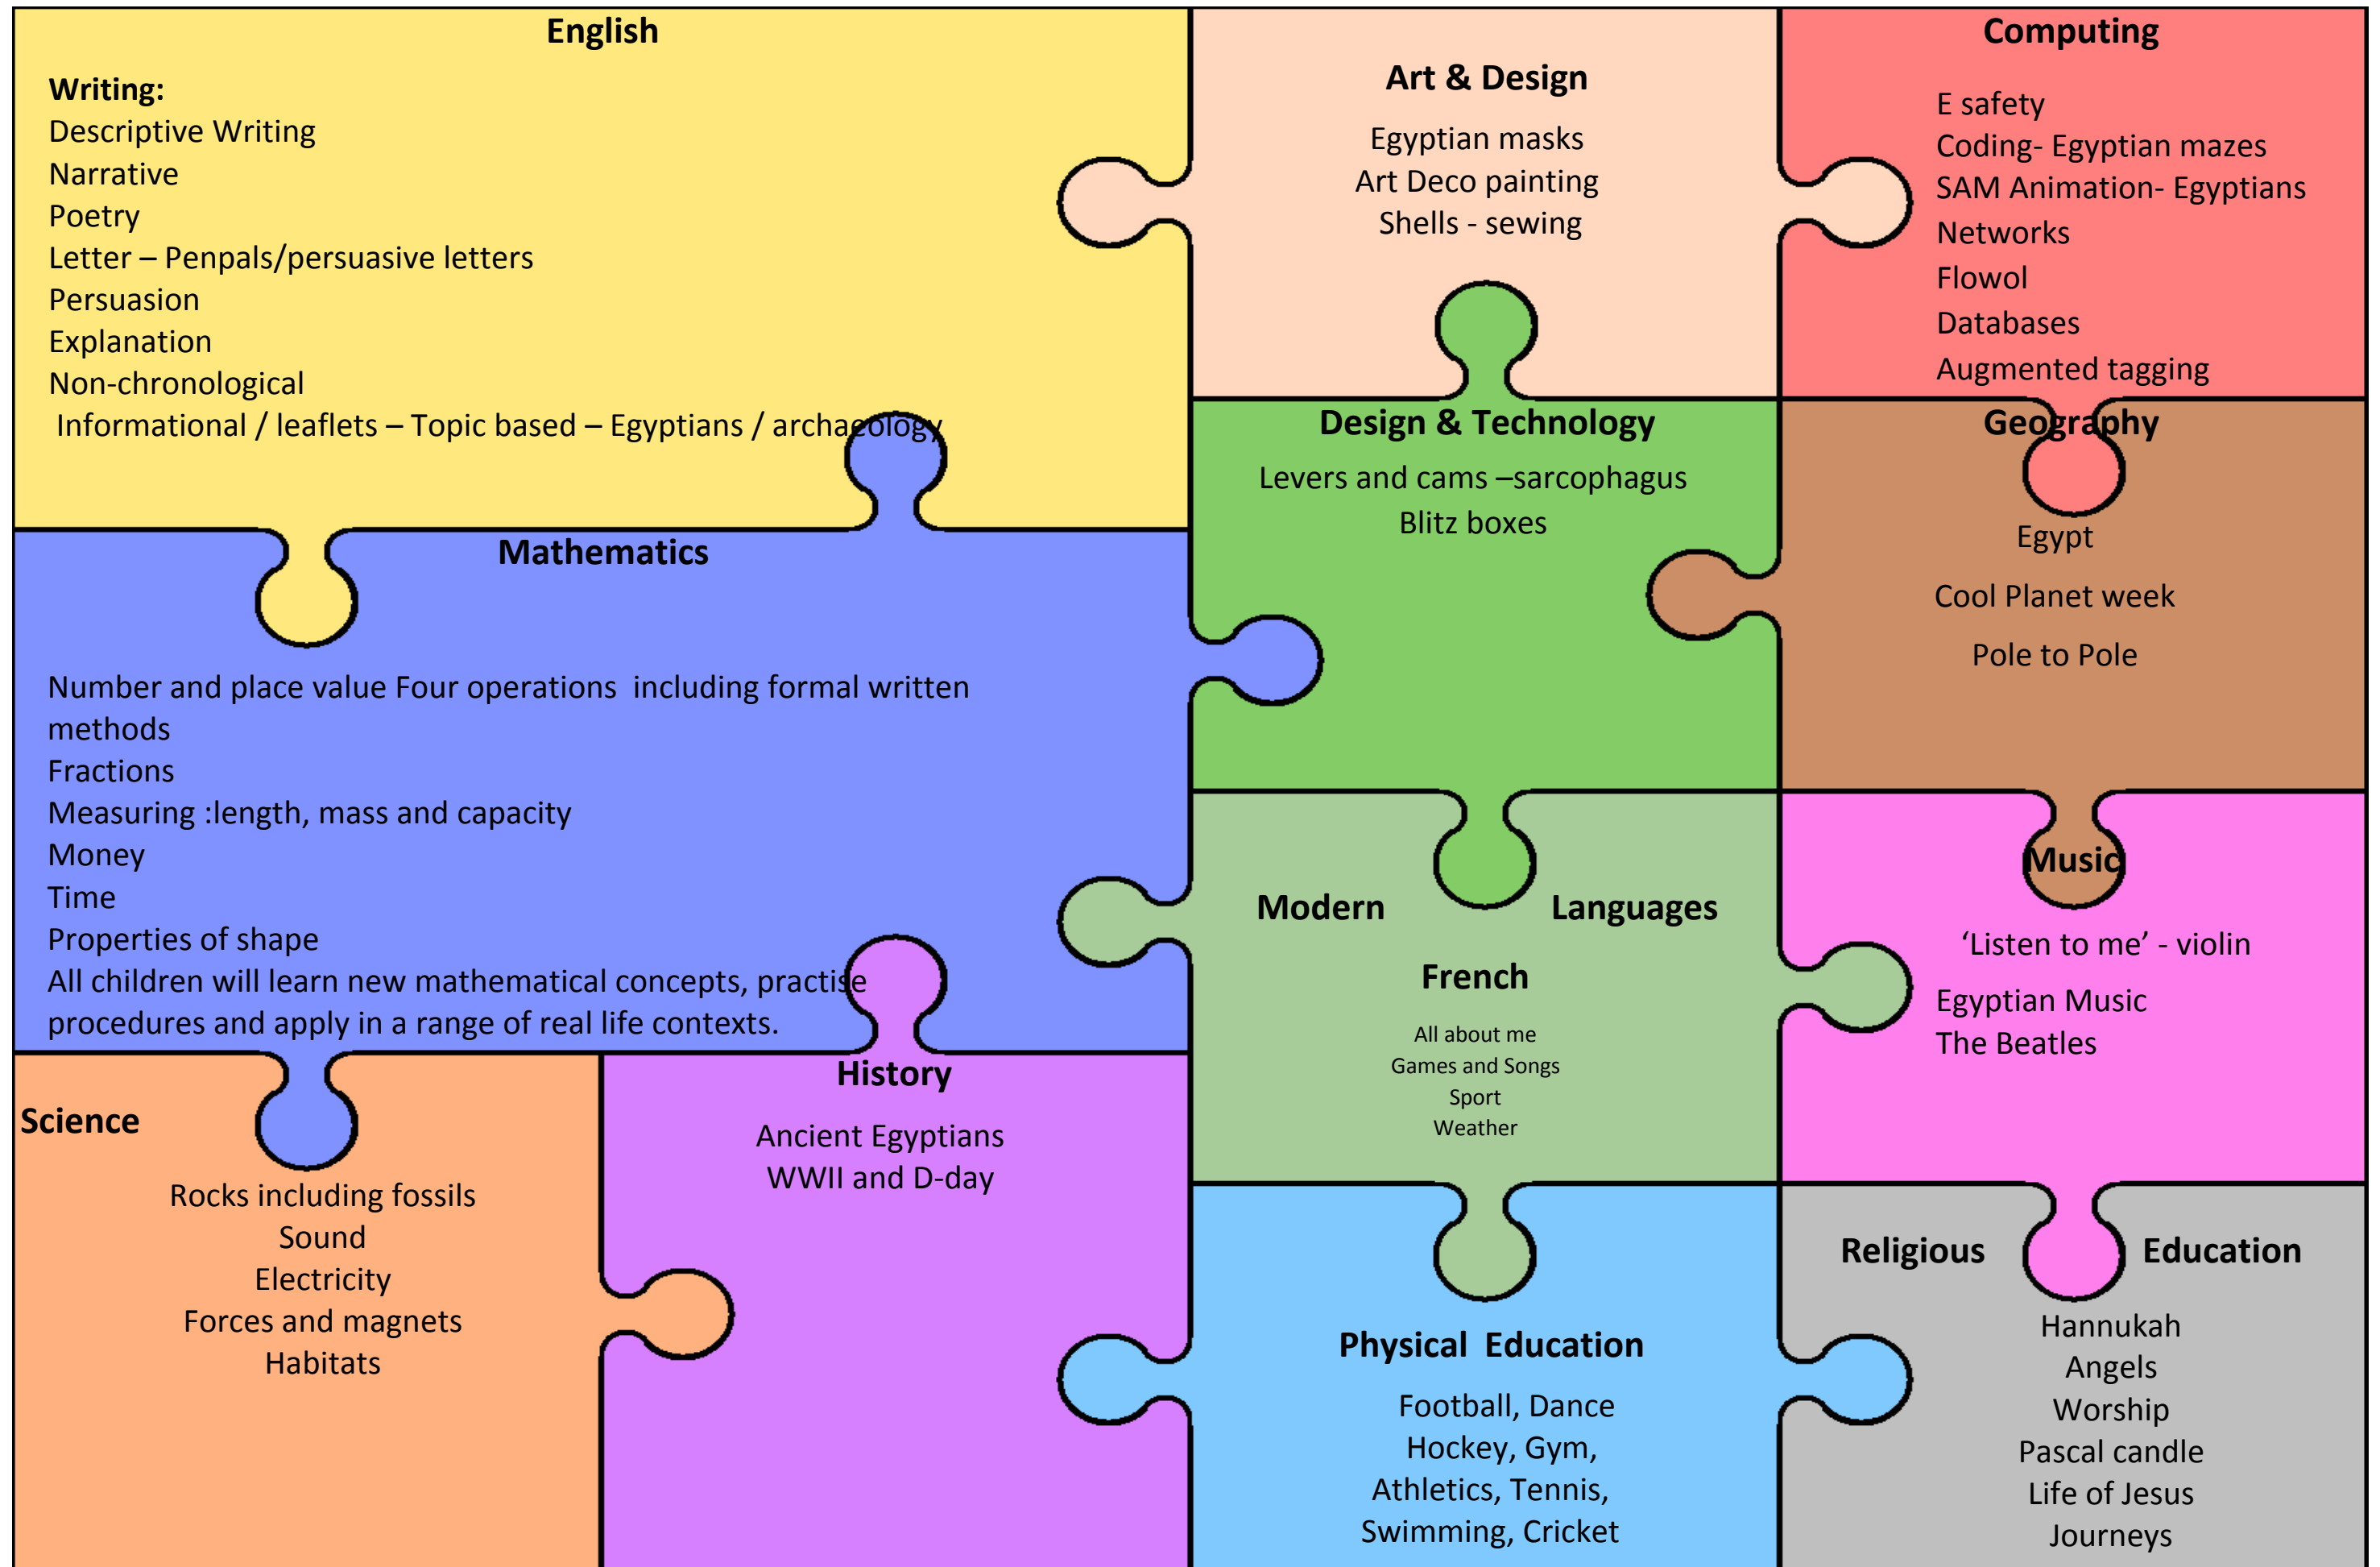 English
Writing:
Descriptive Writing
Narrative
Poetry
Letter – Penpals/persuasive letters
Persuasion
Explanation
Non-chronological
Informational / leaflets – Topic based – Egyptians / archaeology
Art & Design
Egyptian masks
Art Deco painting
Shells - sewing
Computing
E safety
Coding- Egyptian mazes
SAM Animation- Egyptians
Networks
Flowol
Databases
Augmented tagging
Mathematics
Number and place value Four operations  including formal written
methods
Fractions
Measuring :length, mass and capacity
Money
Time
Properties of shape
All children will learn new mathematical concepts, practise
procedures and apply in a range of real life contexts.
Design & Technology
Levers and cams –sarcophagus
Blitz boxes
Geography
Egypt
Cool Planet week
Pole to Pole
Modern Languages
French
All about me
Games and Songs
Sport
Weather
Music
‘Listen to me’ - violin
Egyptian Music
The Beatles
Science
Rocks including fossils
Sound
Electricity
Forces and magnets
Habitats
History
Ancient Egyptians
WWII and D-day
Physical  Education
Football, Dance
Hockey, Gym,
Athletics, Tennis,
Swimming, Cricket
Religious Education
Hannukah
Angels
Worship
Pascal candle
Life of Jesus
Journeys